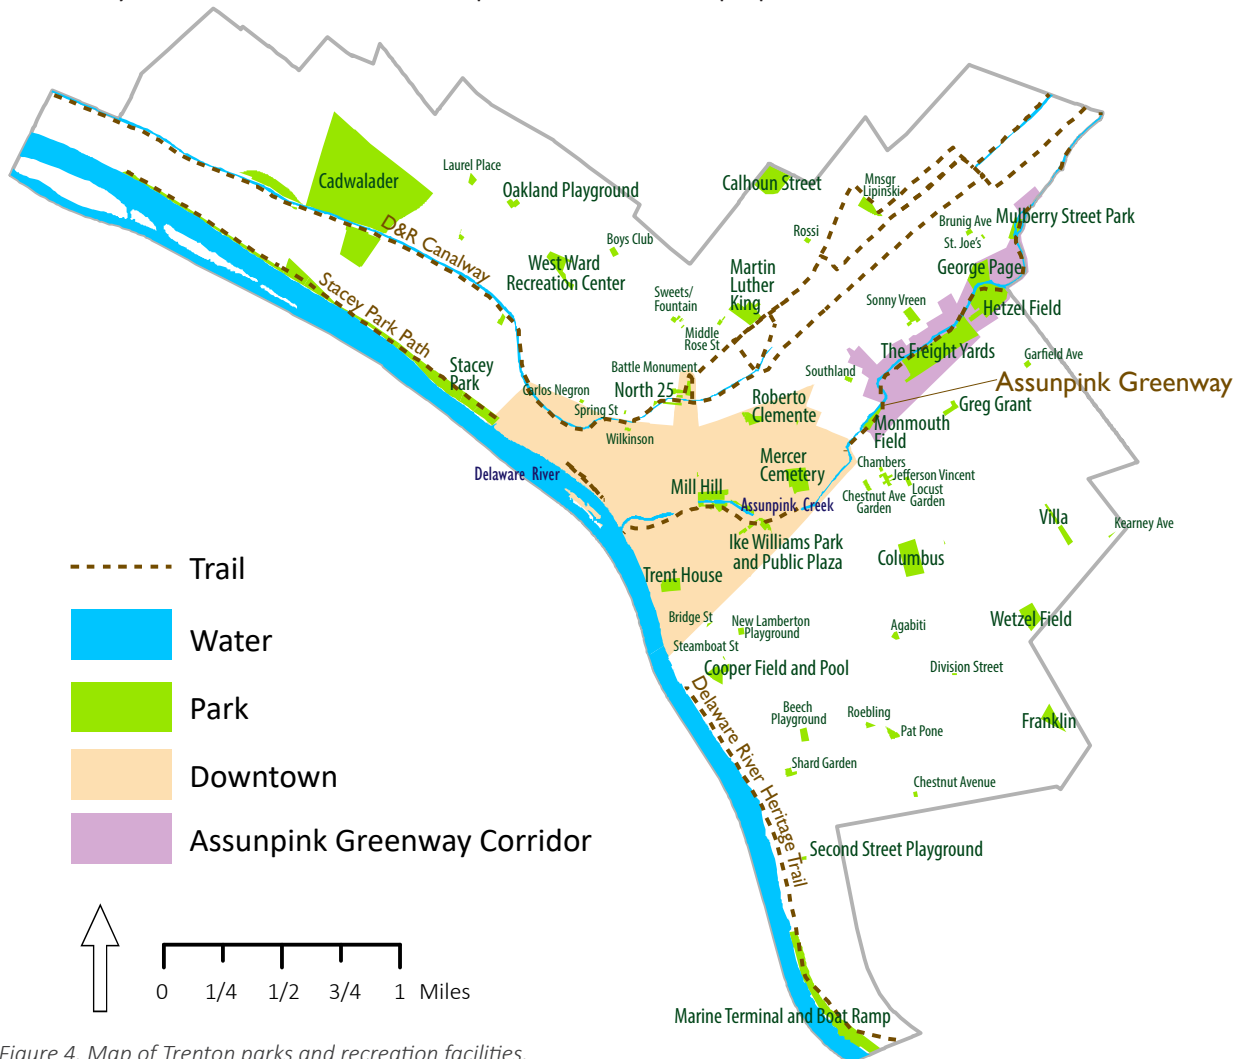 Laurel Place
Cadwalader
Oakland Playground
Calhoun Street
Mnsgr
Lipinski
D&R Canalway
Boys Club
Rossi
Brunig Ave
Mulberry Street Park
St. Joe's
West Ward
Recreation Center
Martin
Luther
King
George Page
Stacey Park Path
Sweets/
Fountain
Sonny Vreen
Hetzel Field
Middle
Rose St
The Freight Yards
Garfield Ave
Stacey
Park
Battle Monument
Southland
Assunpink Greenway
Carlos Negron
North 25
Roberto
Clemente
Greg Grant
Spring St
Wilkinson
Monmouth
Field
Delaware River
Mercer
Cemetery
Chambers
Jefferson Vincent
Locust
Garden
Chestnut Ave
Garden
Mill Hill
Assunpink Creek
Villa
Kearney Ave
Ike Williams Park
and Public Plaza
Columbus
Trent House
Bridge St
New Lamberton
Playground
Agabiti
Wetzel Field
Steamboat St
Cooper Field and Pool
Division Street
Delaware River Heritage Trail
Beech
Playground
Roebling
Pat Pone
Franklin
Shard Garden
Chestnut Avenue
Second Street Playground
Marine Terminal and Boat Ramp
Trail
Water
Park
Downtown
Assunpink Greenway Corridor
0 1/4 1/2 3/4 1 Miles
Figure 4. Map of Trenton parks and recreation facilities.